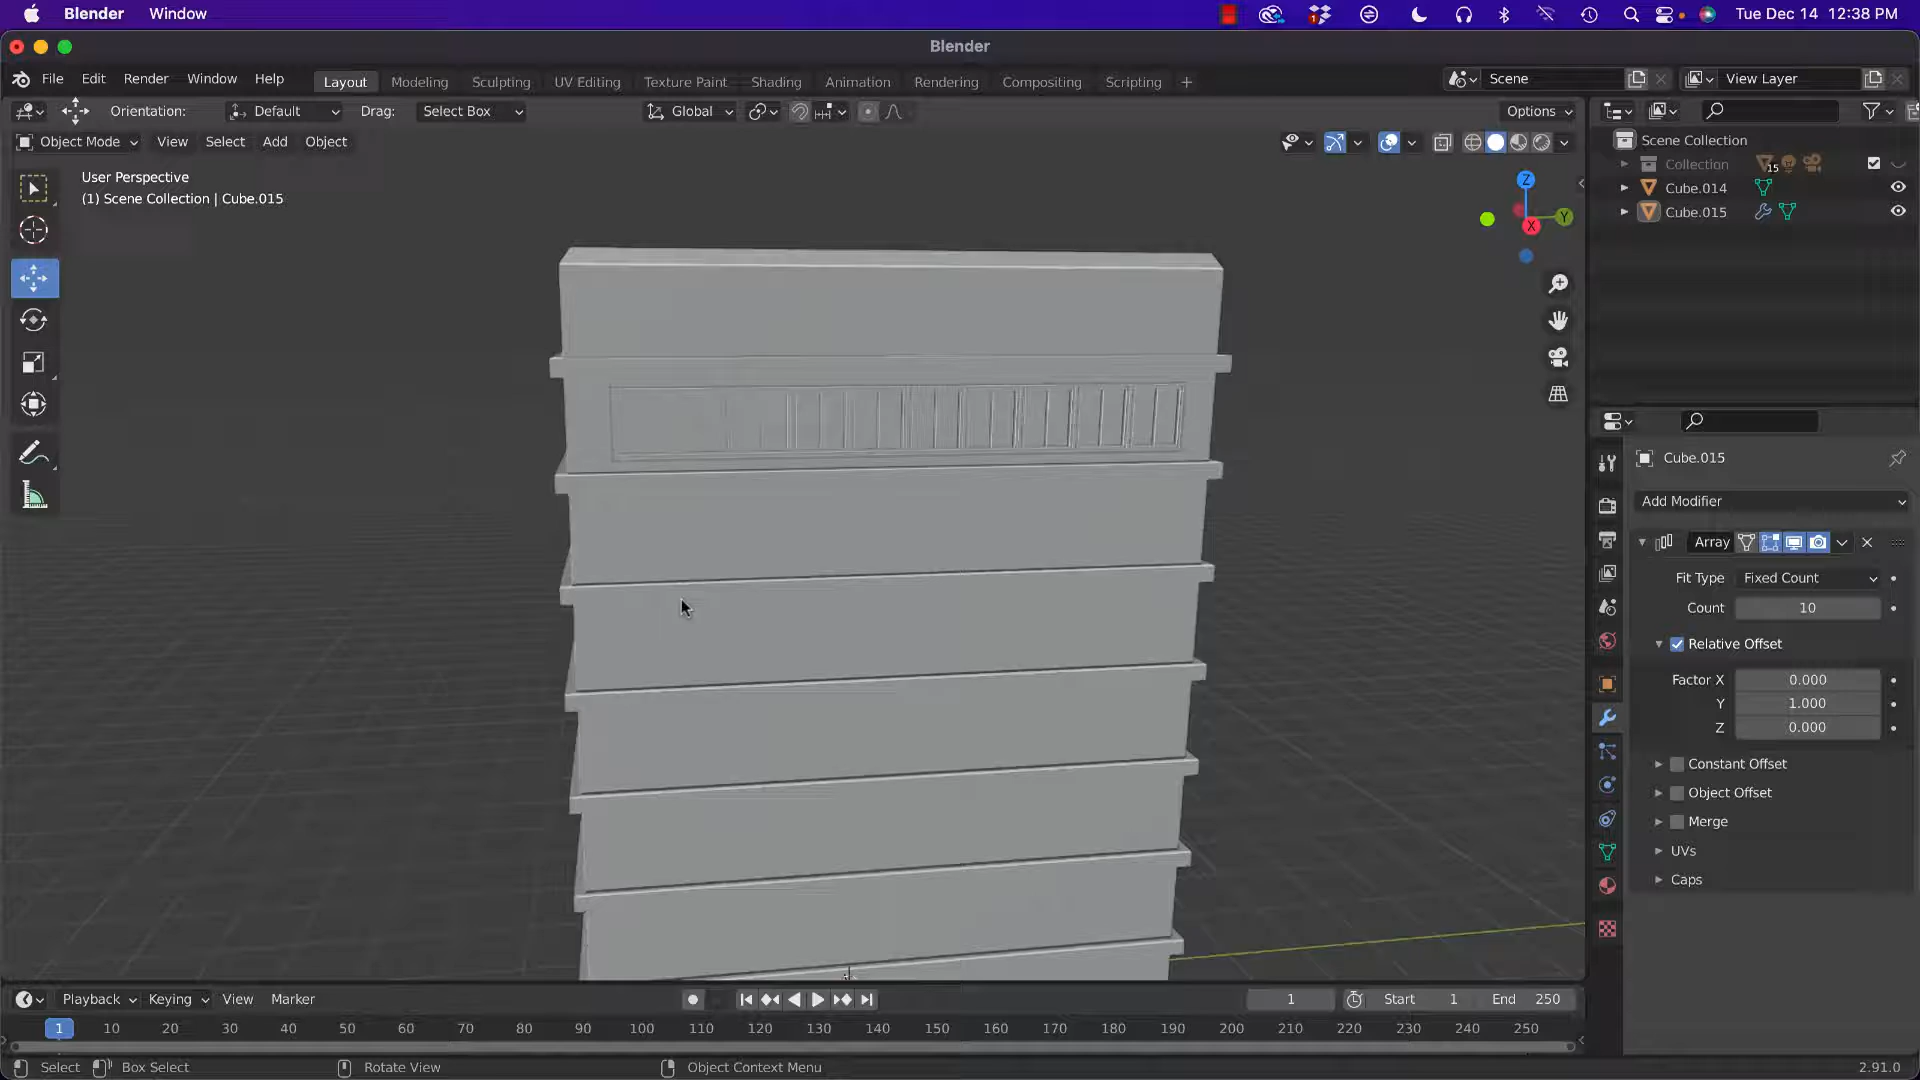 Blender Window
1
Tue Dec 14 12:38 PM
Blender
File Edit Render Window Help
Layout Modeling Sculpting UV Editing Texture Paint Shading Animation Rendering Compositing Scripting +
Scene
View Layer
Orientation: Default Drag: Select Box
Global
Options
Object Mode View Select Add Object
User Perspective
(1) Scene Collection | Cube.015
Z
Y
X
Scene Collection
Collection 15
Cube.014
Cube.015
Cube.015
Add Modifier
Array
Fit Type Fixed Count
Count 10
Relative Offset
Factor X 0.000
Y 1.000
Z 0.000
Constant Offset
Object Offset
Merge
UVs
Caps
Playback Keying View Marker
1
Start 1 End 250
1 10 20 30 40 50 60 70 80 90 100 110 120 130 140 150 160 170 180 190 200 210 220 230 240 250
Select Box Select Rotate View Object Context Menu 2.91.0